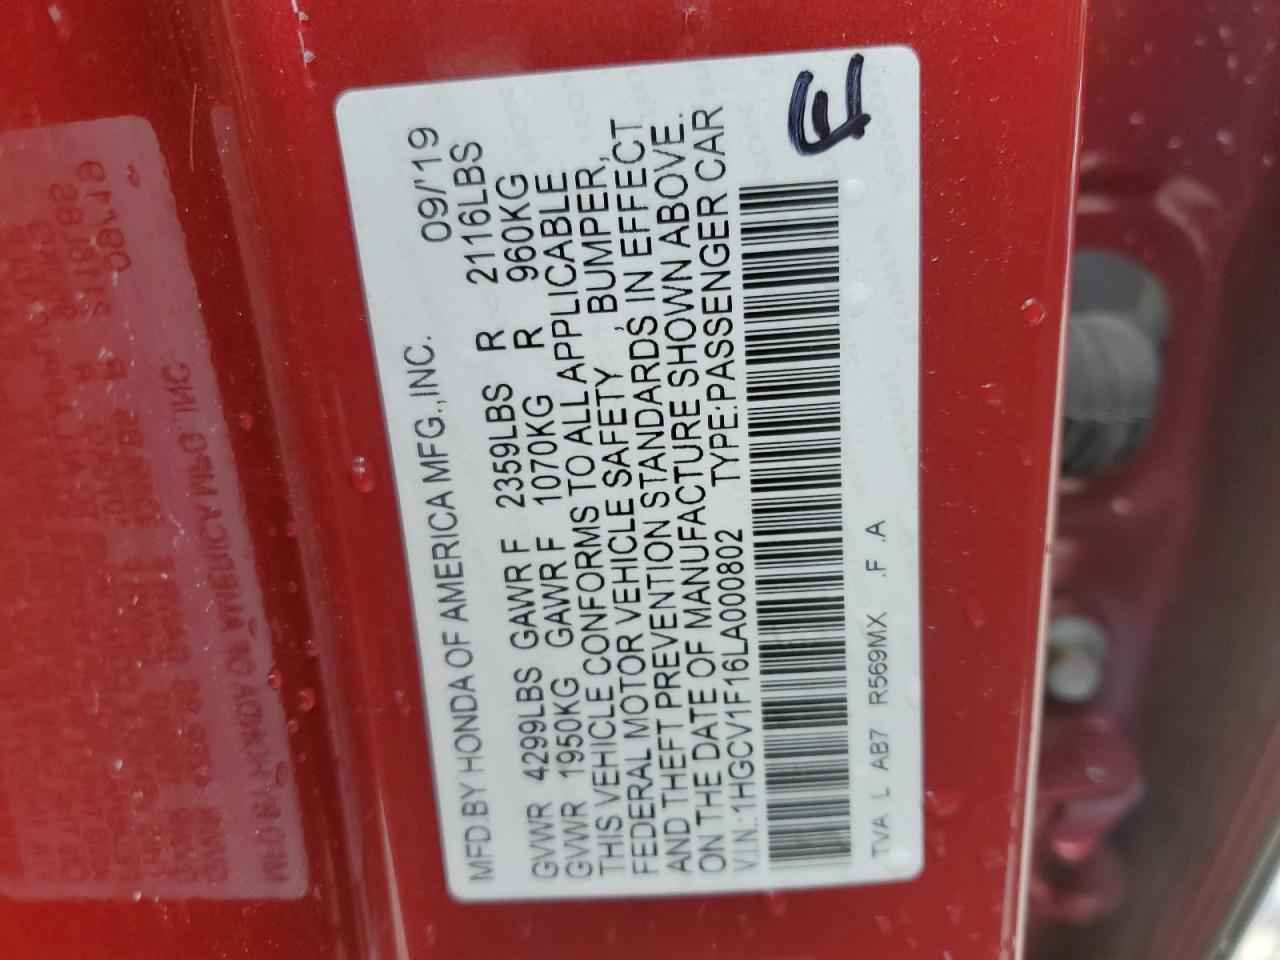 MFD.BY HONDA OF AMERICA MFG.,INC. 09/'19
GVWR 4299LBS GAWR F 2359LBS R 2116LBS
GVWR 1950KG GAWR F 1070KG R 960KG
THIS VEHICLE CONFORMS TO ALL APPLICABLE
FEDERAL MOTOR VEHICLE SAFETY , BUMPER,
AND THEFT PREVENTION STANDARDS IN EFFECT
ON THE DATE OF MANUFACTURE SHOWN ABOVE.
V.I.N.:1HGCV1F16LA000802 TYPE:PASSENGER CAR
TVA L AB7 R569MX .F .A